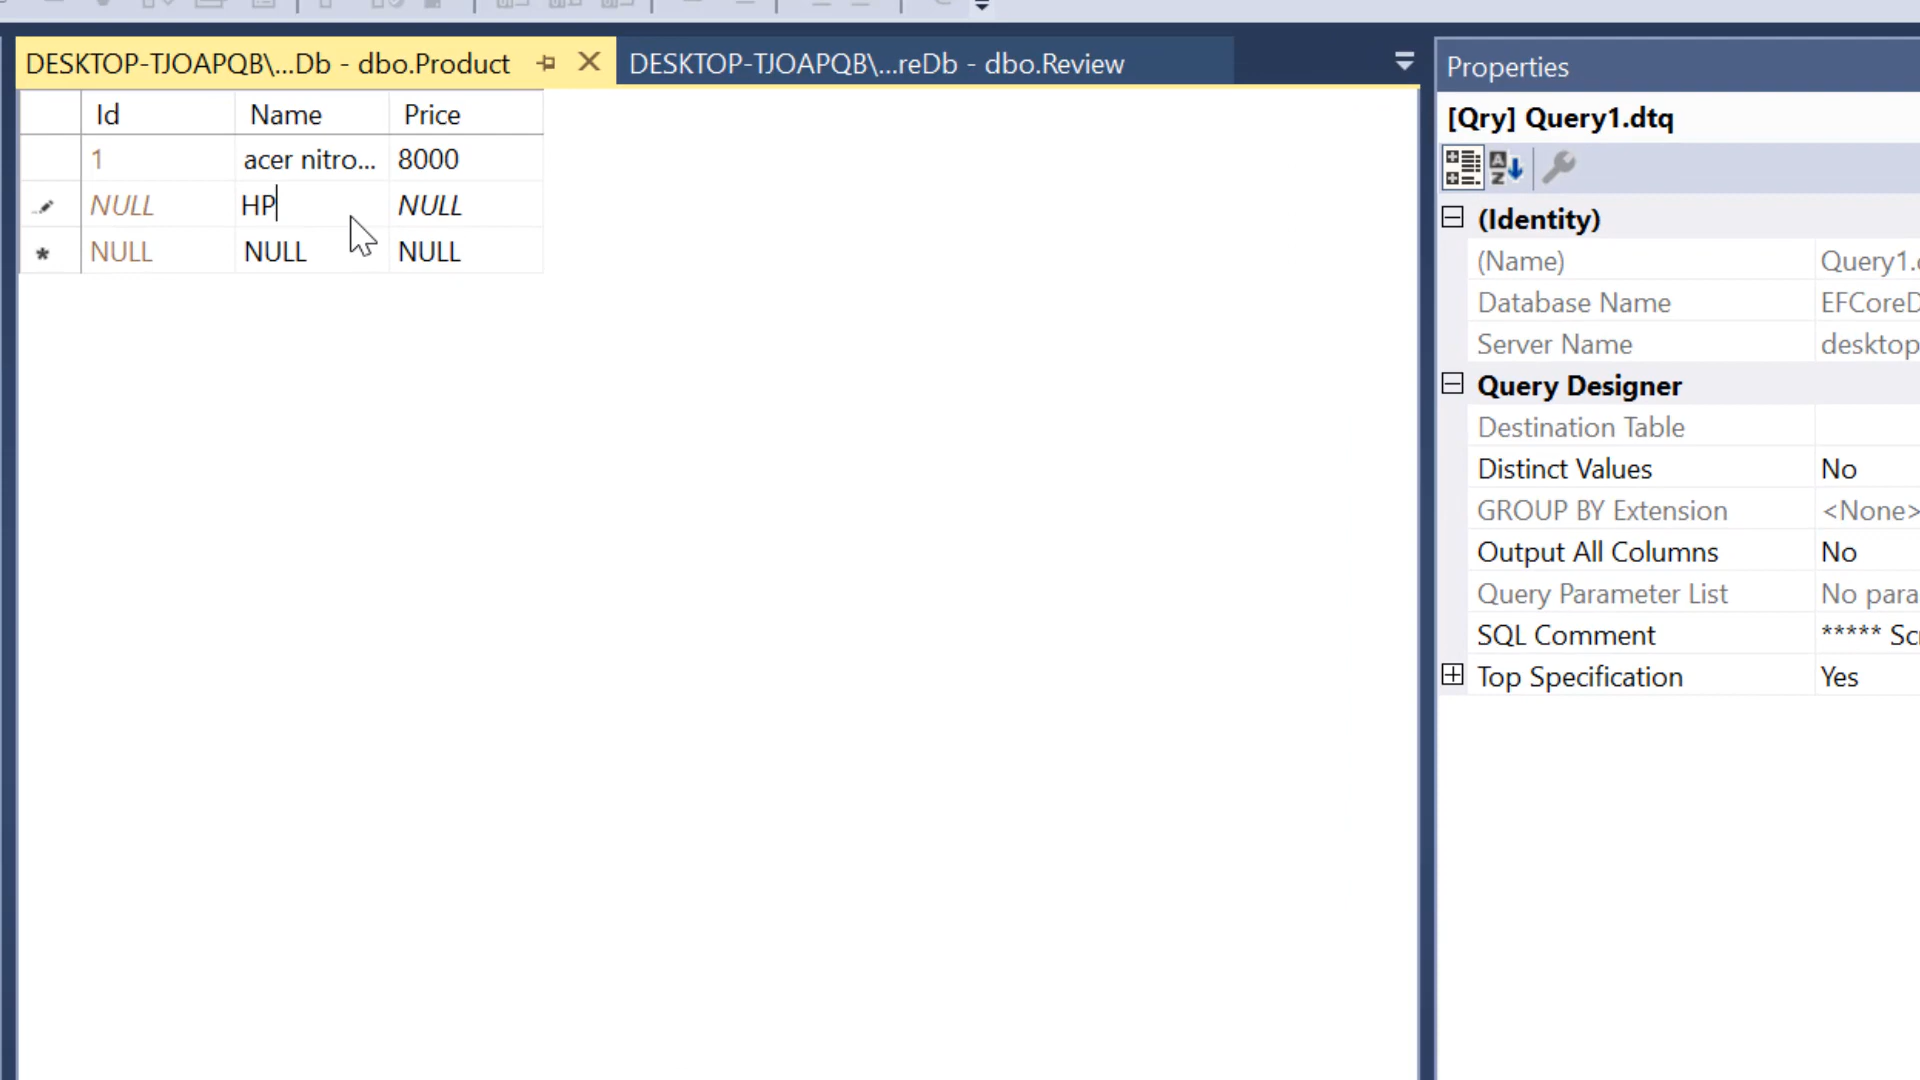 DESKTOP-TJOAPQB\...Db - dbo.Product
DESKTOP-TJOAPQB\...reDb - dbo.Review
Id Name Price
1 acer nitro... 8000
NULL HP NULL
NULL NULL NULL
Properties
[Qry] Query1.dtq
(Identity)
(Name) Query1.
Database Name EFCoreD
Server Name desktop
Query Designer
Destination Table
Distinct Values No
GROUP BY Extension <None>
Output All Columns No
Query Parameter List No para
SQL Comment ***** Sc
Top Specification Yes